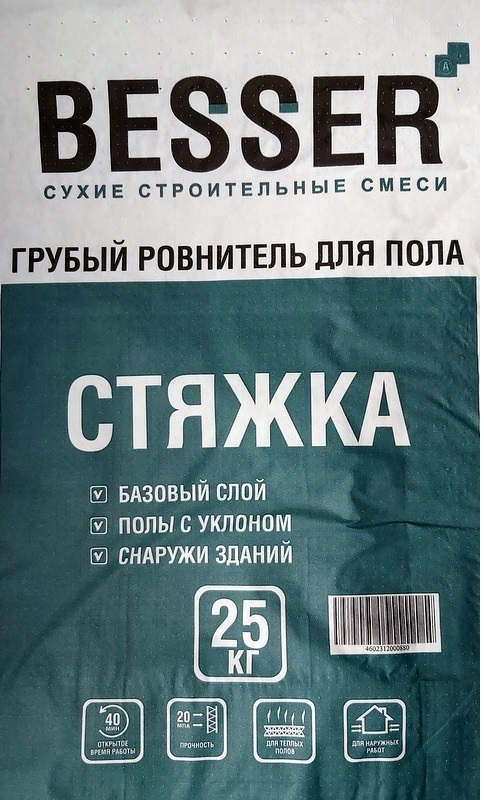 BESSER
СУХИЕ СТРОИТЕЛЬНЫЕ СМЕСИ
ГРУБЫЙ РОВНИТЕЛЬ ДЛЯ ПОЛА
СТЯЖКА
БАЗОВЫЙ СЛОЙ
ПОЛЫ С УКЛОНОМ
СНАРУЖИ ЗДАНИЙ
25
КГ
4602312000880
40
МИН
ОТКРЫТОЕ
ВРЕМЯ РАБОТЫ
20
МПА
ПРОЧНОСТЬ
ДЛЯ ТЕПЛЫХ
ПОЛОВ
ДЛЯ НАРУЖНЫХ
РАБОТ